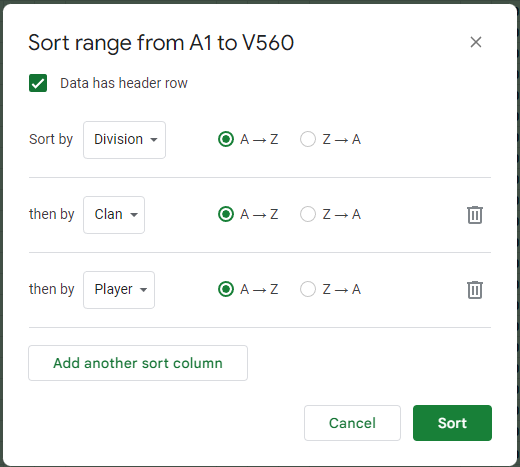 Sort range from A1 to V560
Data has header row
Sort by Division A → Z Z → A
then by Clan A → Z Z → A
then by Player A → Z Z → A
Add another sort column
Cancel Sort